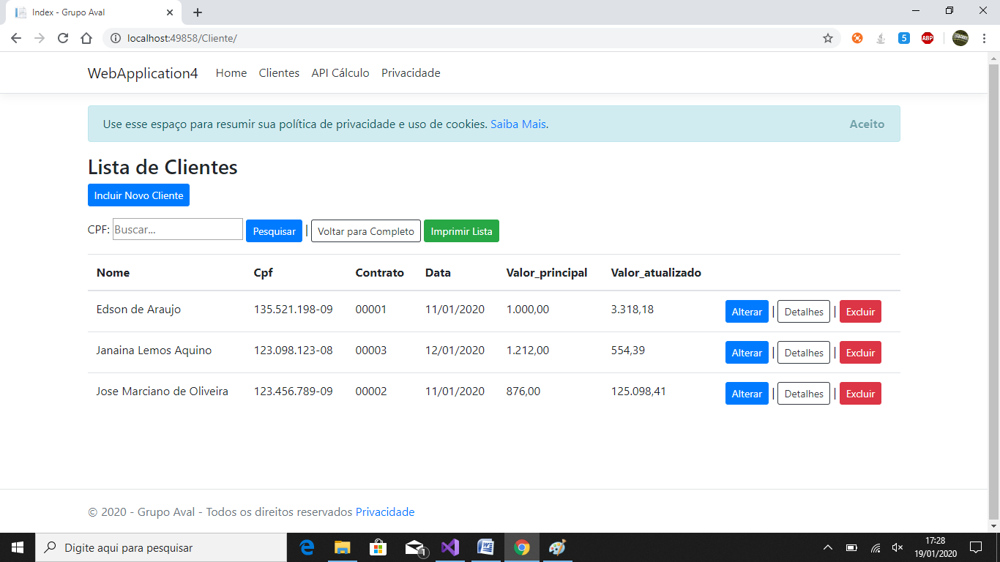 Index - Grupo Aval
localhost:49858/Cliente/
5
ABP
WebApplication4 Home Clientes API Cálculo Privacidade
Use esse espaço para resumir sua política de privacidade e uso de cookies. Saiba Mais. Aceito
Lista de Clientes
Incluir Novo Cliente
CPF: Buscar... Pesquisar | Voltar para Completo Imprimir Lista
Nome Cpf Contrato Data Valor_principal Valor_atualizado
Edson de Araujo 135.521.198-09 00001 11/01/2020 1.000,00 3.318,18 Alterar | Detalhes | Excluir
Janaina Lemos Aquino 123.098.123-08 00003 12/01/2020 1.212,00 554,39 Alterar | Detalhes | Excluir
Jose Marciano de Oliveira 123.456.789-09 00002 11/01/2020 876,00 125.098,41 Alterar | Detalhes | Excluir
© 2020 - Grupo Aval - Todos os direitos reservados Privacidade
Digite aqui para pesquisar
1
17:28
19/01/2020